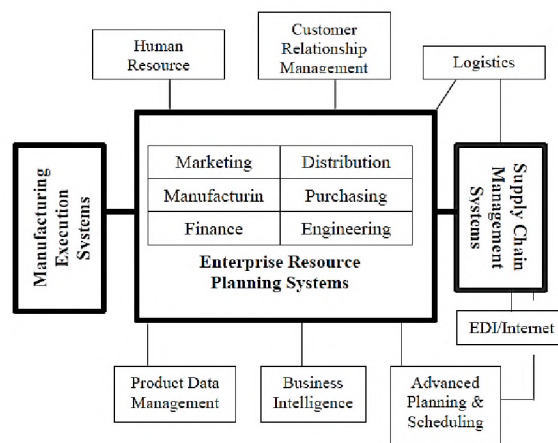 Human
Resource
Customer
Relationship
Management
Logistics
Manufacturing
Execution
Systems
Marketing
Distribution
Manufacturin
Purchasing
Finance
Engineering
Enterprise Resource
Planning Systems
Supply Chain
Management
Systems
EDI/Internet
Product Data
Management
Business
Intelligence
Advanced
Planning &
Scheduling